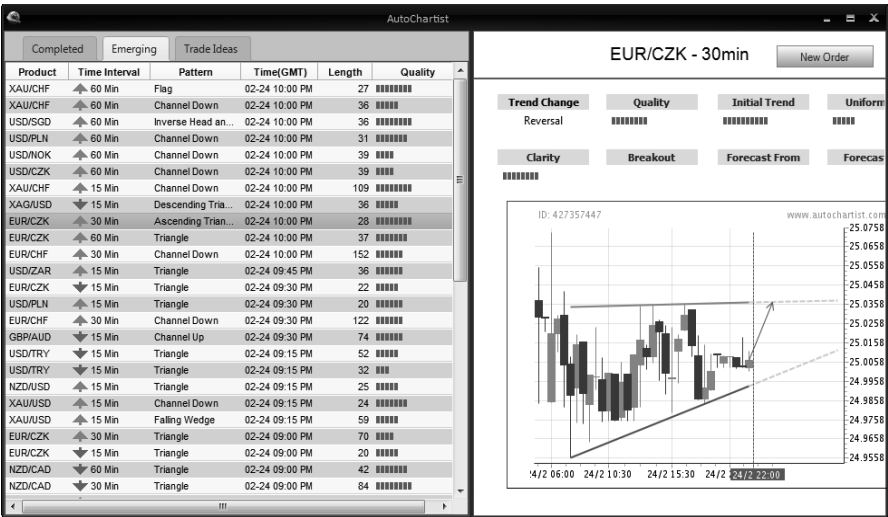 AutoChartist
Completed Emerging Trade Ideas
Product Time Interval Pattern Time(GMT) Length Quality
XAU/CHF 60 Min Flag 02-24 10:00 PM 27
XAU/CHF 60 Min Channel Down 02-24 10:00 PM 36
USD/SGD 60 Min Inverse Head an... 02-24 10:00 PM 36
USD/PLN 60 Min Channel Down 02-24 10:00 PM 31
USD/NOK 60 Min Channel Down 02-24 10:00 PM 39
USD/CZK 60 Min Channel Down 02-24 10:00 PM 39
XAU/CHF 15 Min Channel Down 02-24 10:00 PM 109
XAG/USD 15 Min Descending Tria... 02-24 10:00 PM 36
EUR/CZK 30 Min Ascending Trian... 02-24 10:00 PM 28
EUR/CZK 60 Min Triangle 02-24 10:00 PM 37
EUR/CHF 30 Min Channel Down 02-24 10:00 PM 152
USD/ZAR 15 Min Triangle 02-24 09:45 PM 36
EUR/CZK 15 Min Triangle 02-24 09:30 PM 22
USD/PLN 15 Min Triangle 02-24 09:30 PM 20
EUR/CHF 30 Min Channel Down 02-24 09:30 PM 122
GBP/AUD 15 Min Channel Up 02-24 09:30 PM 74
USD/TRY 15 Min Triangle 02-24 09:15 PM 52
USD/TRY 15 Min Triangle 02-24 09:15 PM 32
NZD/USD 15 Min Triangle 02-24 09:15 PM 25
XAU/USD 15 Min Channel Down 02-24 09:15 PM 24
XAU/USD 15 Min Falling Wedge 02-24 09:15 PM 59
EUR/CZK 30 Min Triangle 02-24 09:00 PM 70
EUR/CZK 15 Min Triangle 02-24 09:00 PM 20
NZD/CAD 60 Min Triangle 02-24 09:00 PM 42
NZD/CAD 30 Min Triangle 02-24 09:00 PM 84
EUR/CZK - 30min
New Order
Trend Change Quality Initial Trend Uniform
Reversal
Clarity Breakout Forecast From Forecas
ID: 427357447 www.autochartist.com
25.0758
25.0658
25.0558
25.0458
25.0358
25.0258
25.0158
25.0058
24.9958
24.9858
24.9758
24.9658
24.9558
4/2 06:00 24/2 10:30 24/2 15:30 24/2 24/2 22:00